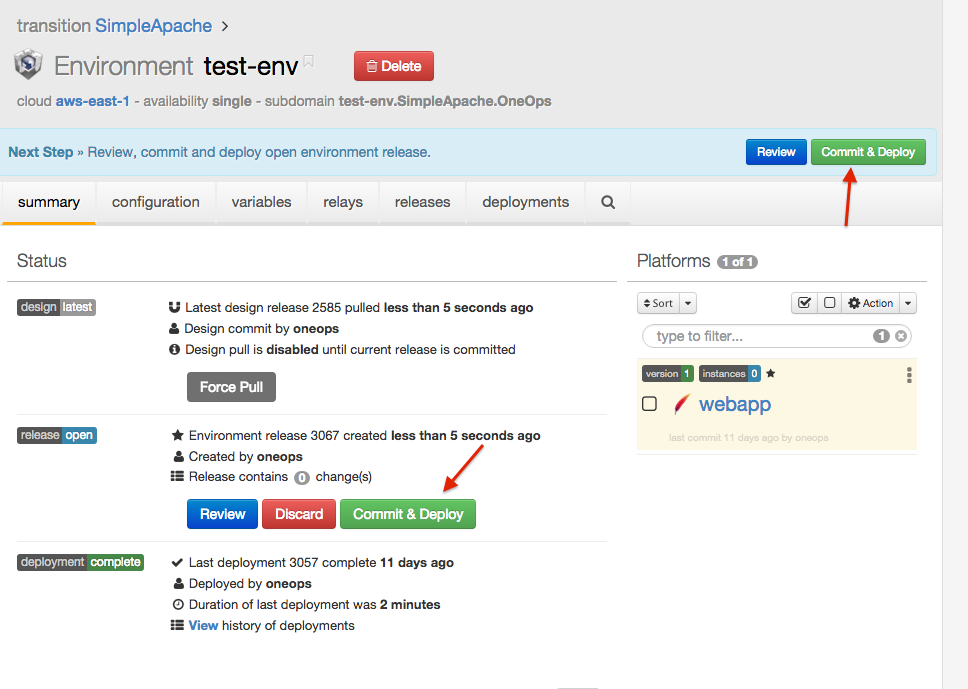 transition SimpleApache >
Environment test-env Delete
cloud aws-east-1 - availability single - subdomain test-env.SimpleApache.OneOps
Next Step » Review, commit and deploy open environment release. Review Commit & Deploy
summary configuration variables relays releases deployments
Status
design latest
Latest design release 2585 pulled less than 5 seconds ago
Design commit by oneops
Design pull is disabled until current release is committed
Force Pull
release open
Environment release 3067 created less than 5 seconds ago
Created by oneops
Release contains 0 change(s)
Review Discard Commit & Deploy
deployment complete
Last deployment 3057 complete 11 days ago
Deployed by oneops
Duration of last deployment was 2 minutes
View history of deployments
Platforms 1 of 1
Sort Action
type to filter... 1
version 1 instances 0
webapp
last commit 11 days ago by oneops